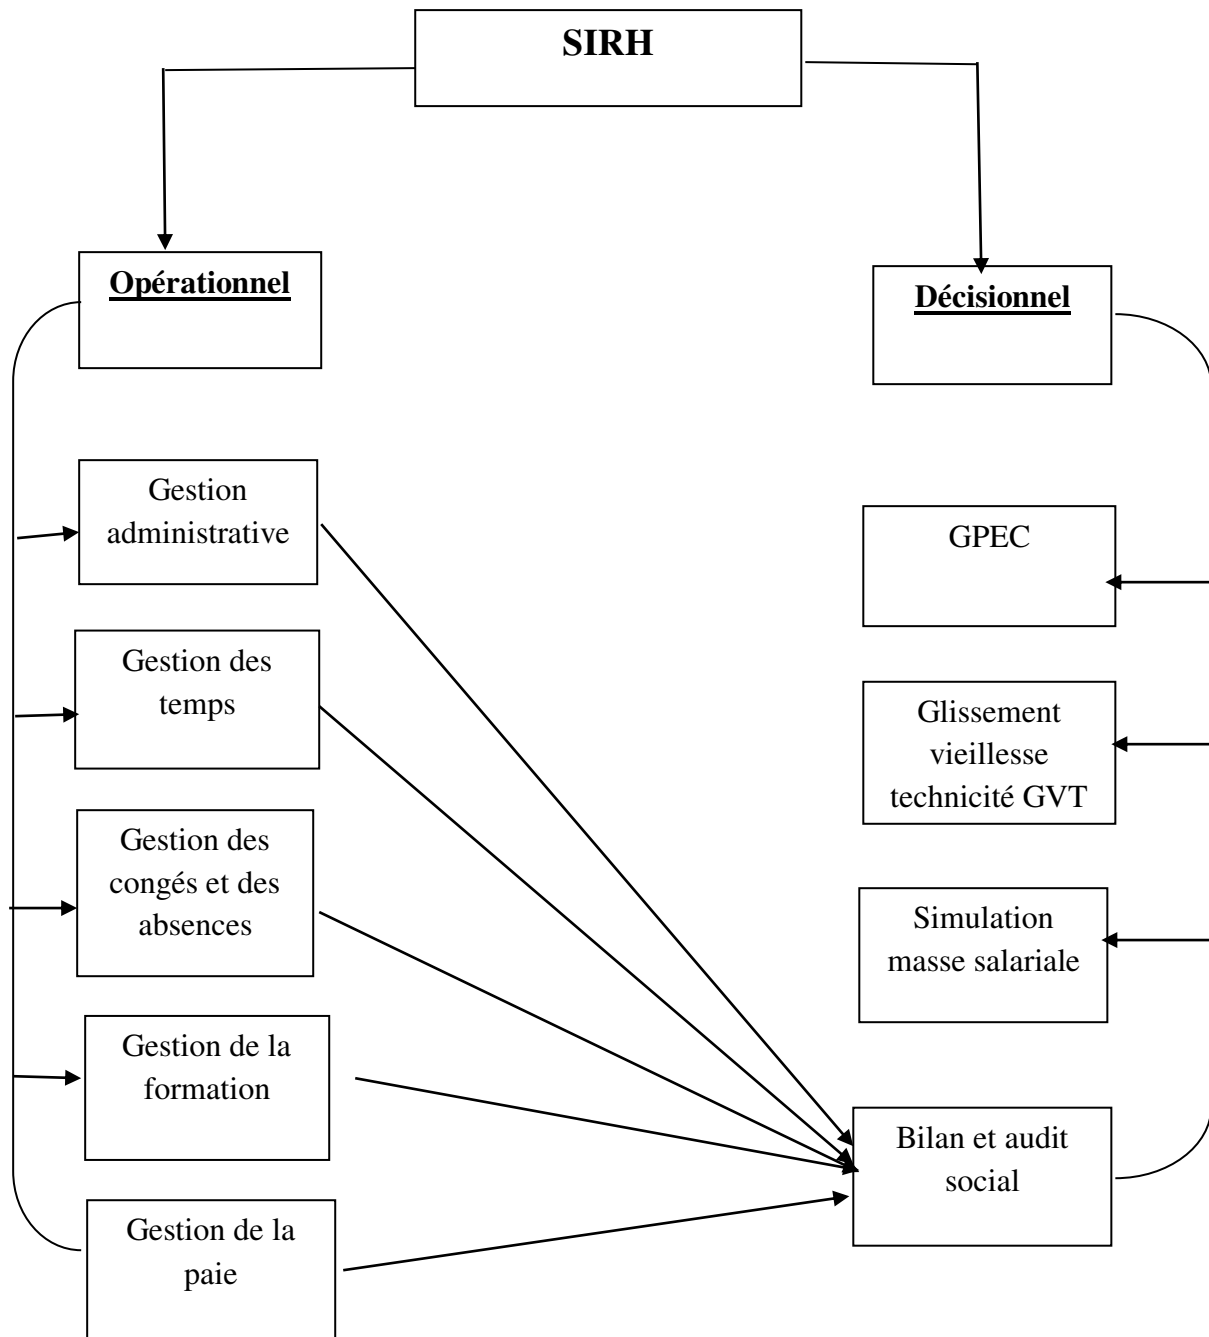 SIRH
Opérationnel
Décisionnel
Gestion
administrative
GPEC
Gestion des
temps
Glissement
vieillesse
technicité GVT
Gestion des
congés et des
absences
Simulation
masse salariale
Gestion de la
formation
Bilan et audit
social
Gestion de la
paie